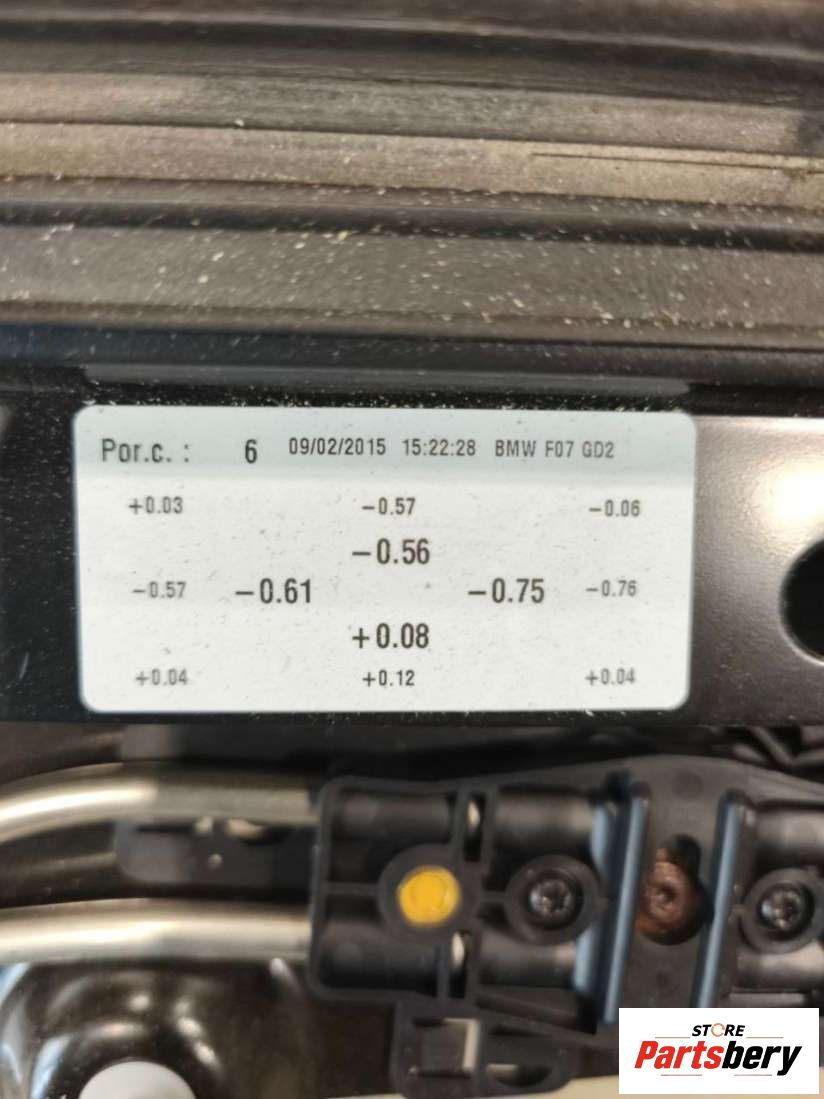 Por.c. : 6 09/02/2015 15:22:28 BMW F07 GD2
+0.03 -0.57 -0.06
-0.56
-0.57 -0.61 -0.75 -0.76
+0.08
+0.04 +0.12 +0.04
STORE
Partsbery